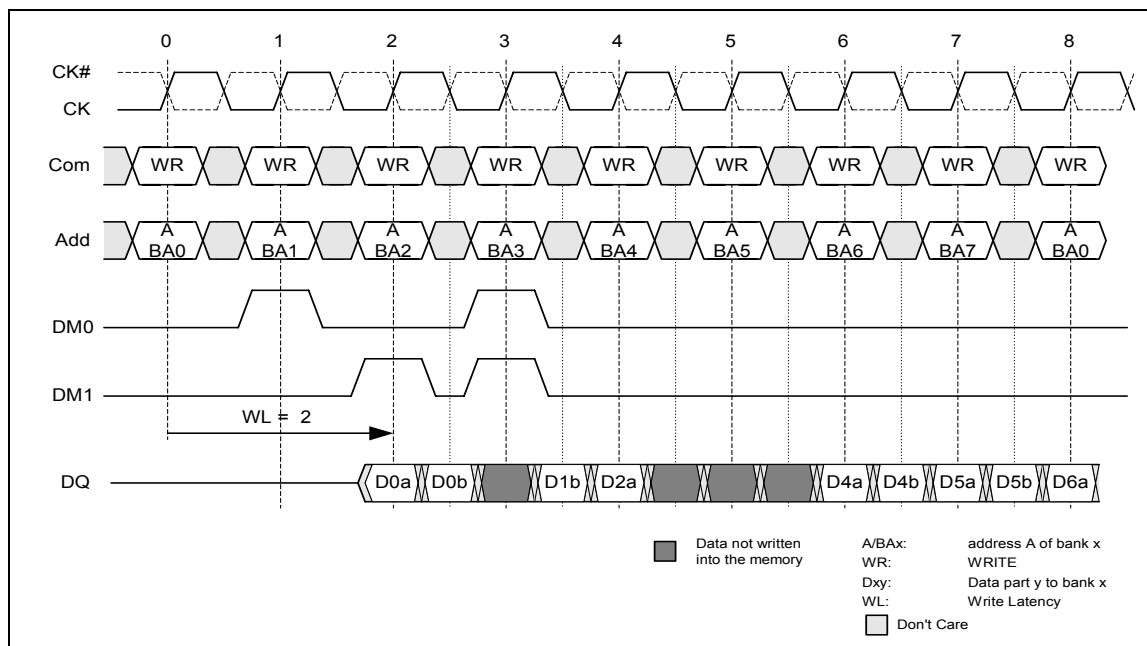 0 1 2 3 4 5 6 7 8
CK#
CK
Com WR WR WR WR WR WR WR WR WR
Add A A A A A A A A A
BA0 BA1 BA2 BA3 BA4 BA5 BA6 BA7 BA0
DM0
DM1
WL = 2
DQ D0a D0b D1b D2a D4a D4b D5a D5b D6a
Data not written
into the memory
A/BAx: address A of bank x
WR: WRITE
Dxy: Data part y to bank x
WL: Write Latency
Don't Care